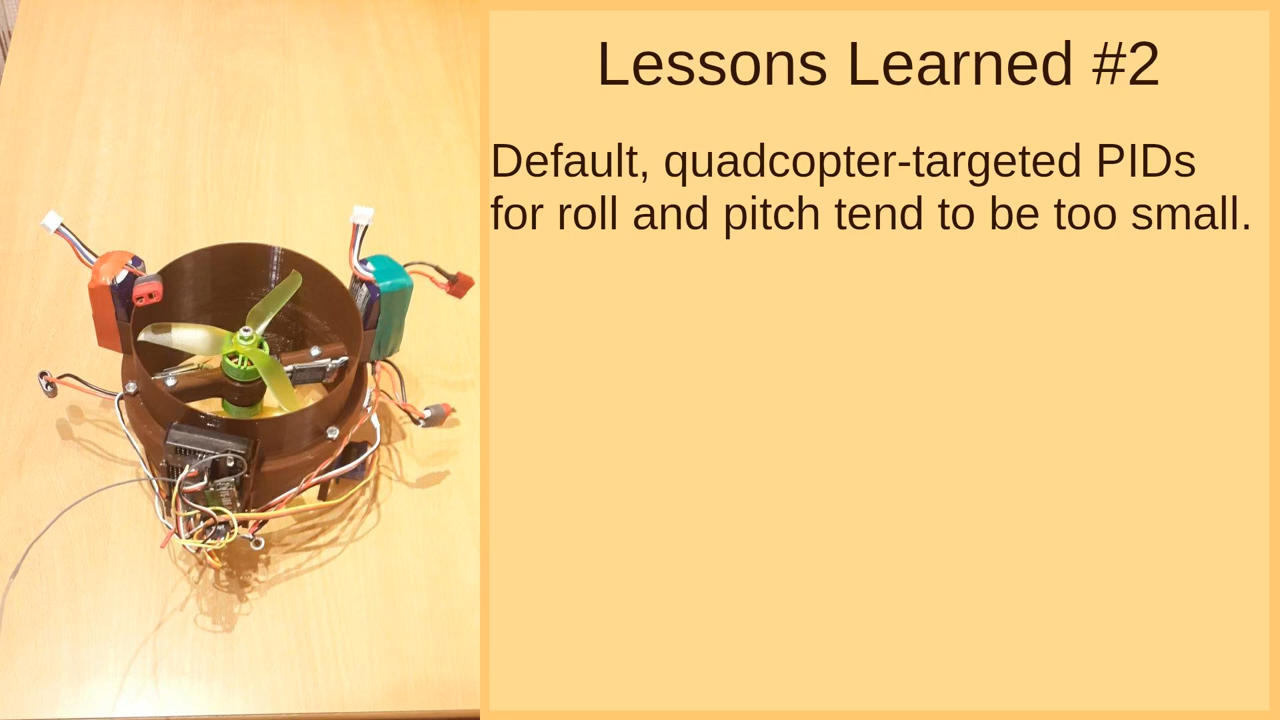 Lessons Learned #2
Default, quadcopter-targeted PIDs
for roll and pitch tend to be too small.